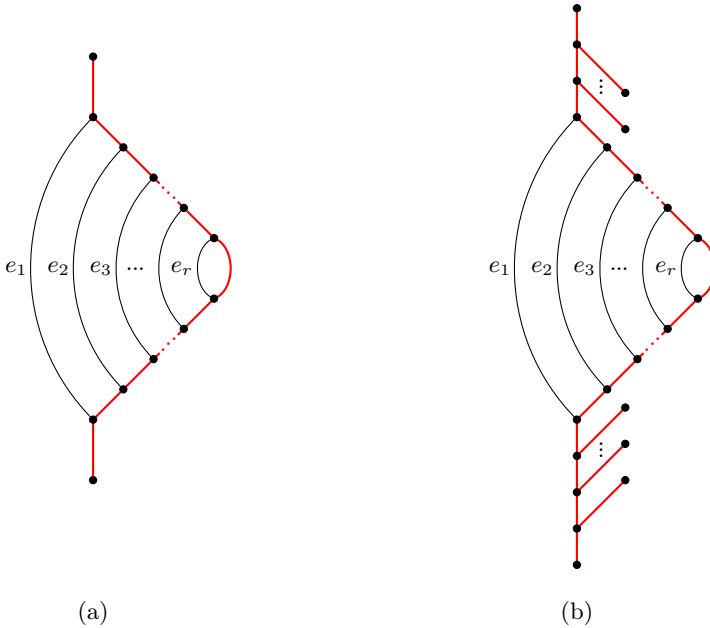 e₁ e₂ e₃ ... eᵣ
e₁ e₂ e₃ ... eᵣ
(a)
(b)